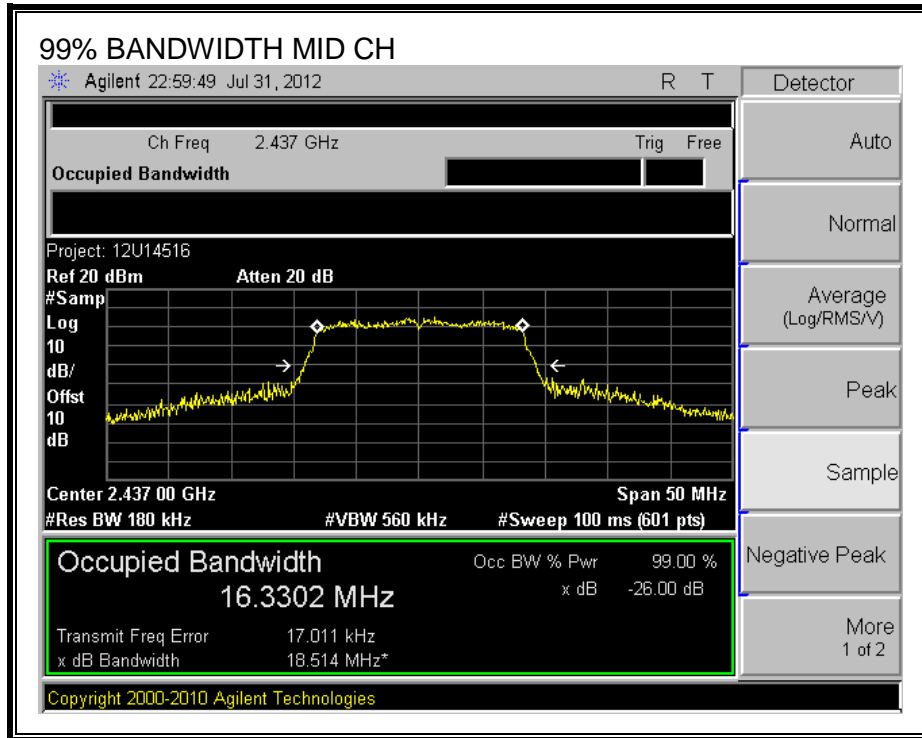 99% BANDWIDTH MID CH
Agilent 22:59:49 Jul 31, 2012 R T
Detector
Ch Freq 2.437 GHz Trig Free
Occupied Bandwidth
Auto
Normal
Average
(Log/RMS/V)
Peak
Sample
Negative Peak
More
1 of 2
Project: 12U14516
Ref 20 dBm Atten 20 dB
#Samp
Log
10
dB/
Offst
10
dB
Center 2.437 00 GHz Span 50 MHz
#Res BW 180 kHz #VBW 560 kHz #Sweep 100 ms (601 pts)
Occupied Bandwidth Occ BW % Pwr 99.00 %
16.3302 MHz x dB -26.00 dB
Transmit Freq Error 17.011 kHz
x dB Bandwidth 18.514 MHz*
Copyright 2000-2010 Agilent Technologies